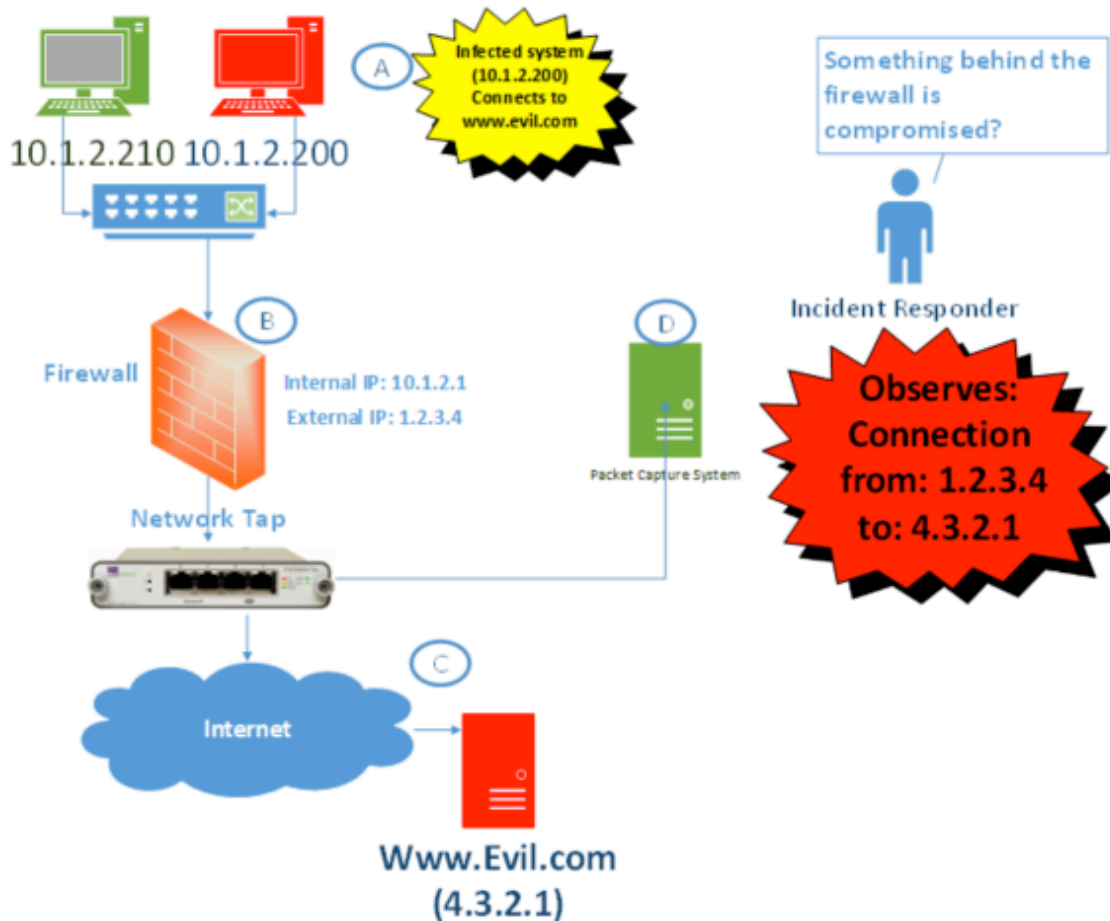 A
Infected system
(10.1.2.200)
Connects to
www.evil.com
Something behind the
firewall is
compromised?
10.1.2.210
10.1.2.200
B
Firewall
Internal IP: 10.1.2.1
External IP: 1.2.3.4
D
Packet Capture System
Incident Responder
Observes:
Connection
from: 1.2.3.4
to: 4.3.2.1
Network Tap
C
Internet
Www.Evil.com
(4.3.2.1)